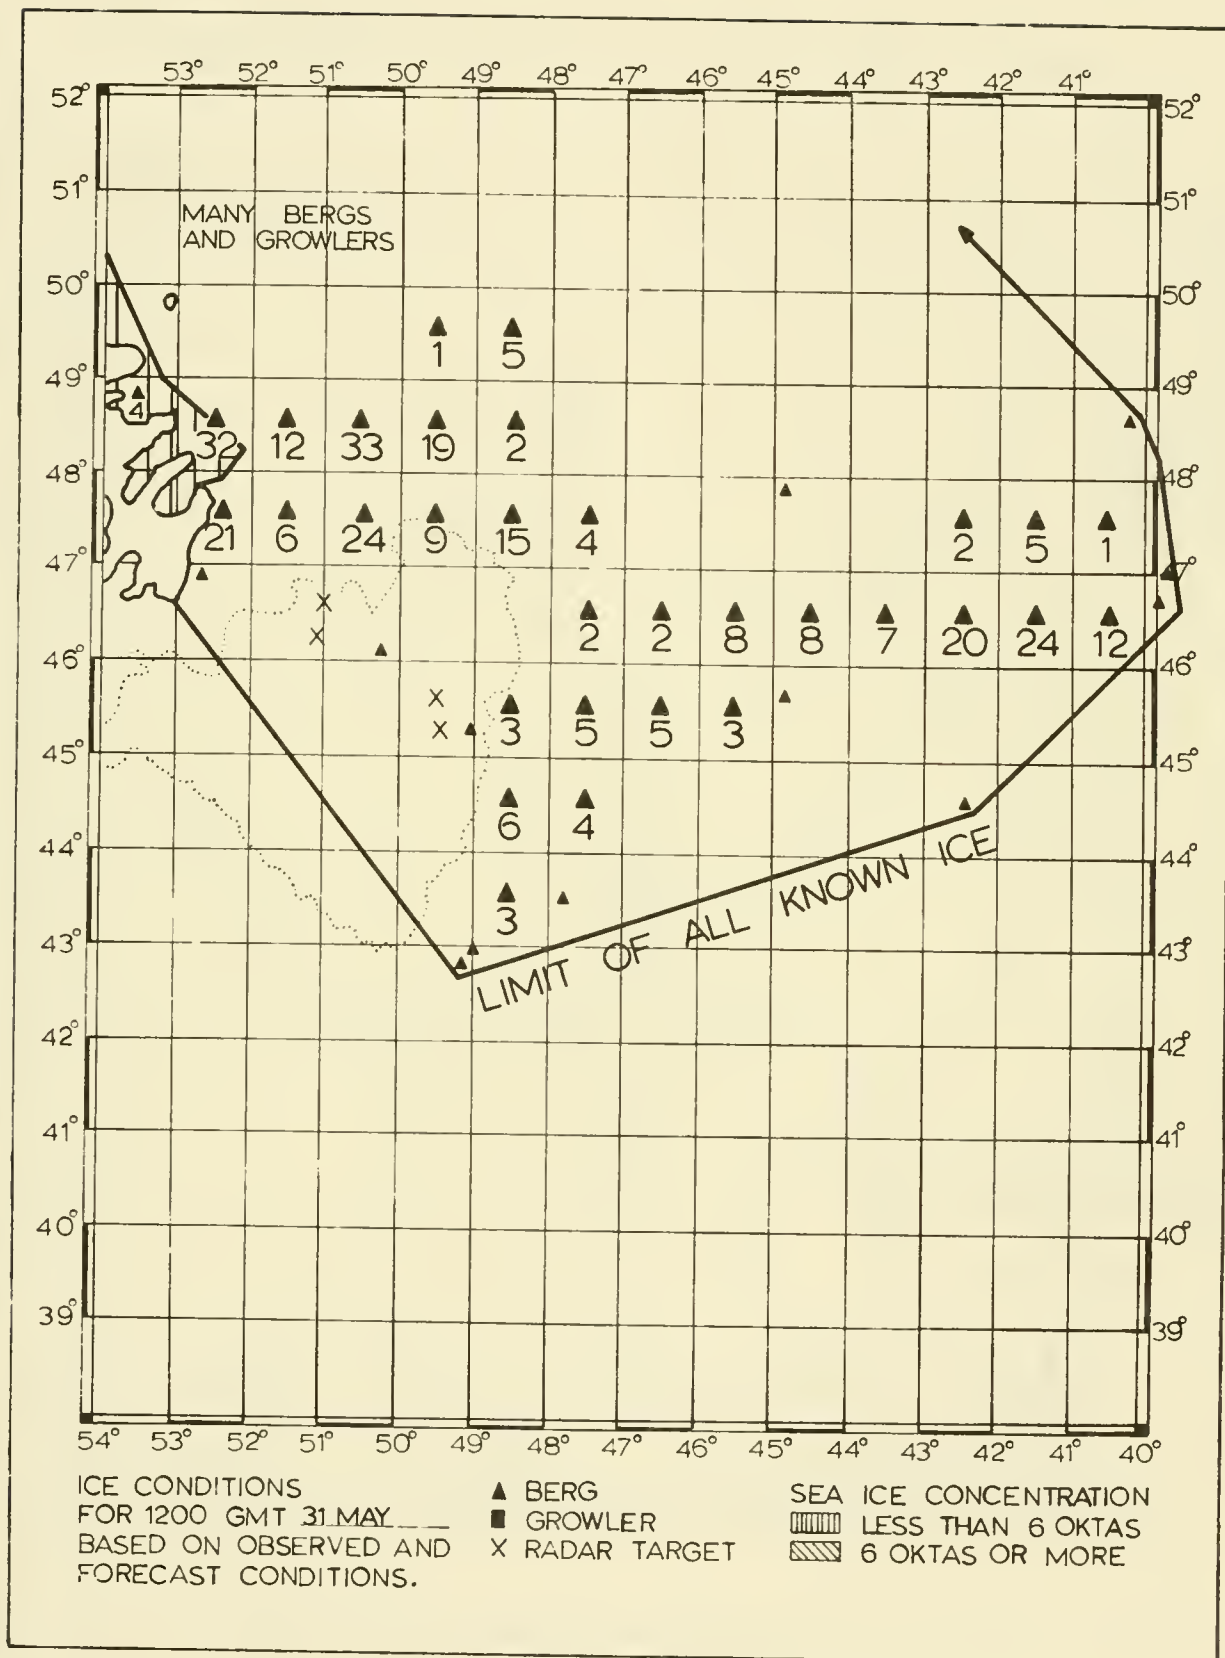 53° 52° 51° 50° 49° 48° 47° 46° 45° 44° 43° 42° 41°
52° 52°
51° 51°
MANY BERGS
AND GROWLERS
50° 50°
1 5
49° 49°
4
32 12 33 19 2
48° 48°
21 6 24 9 15 4 2 5 1
47° 47°
2 2 8 8 7 20 24 12
46° 46°
3 5 5 3
45° 45°
6 4
44° 44°
3
43° 43°
LIMIT OF ALL KNOWN ICE
42° 42°
41° 41°
40° 40°
39° 39°
54° 53° 52° 51° 50° 49° 48° 47° 46° 45° 44° 43° 42° 41° 40°
ICE CONDITIONS
FOR 1200 GMT 31 MAY
BASED ON OBSERVED AND
FORECAST CONDITIONS.
BERG
GROWLER
X RADAR TARGET
SEA ICE CONCENTRATION
LESS THAN 6 OKTAS
6 OKTAS OR MORE